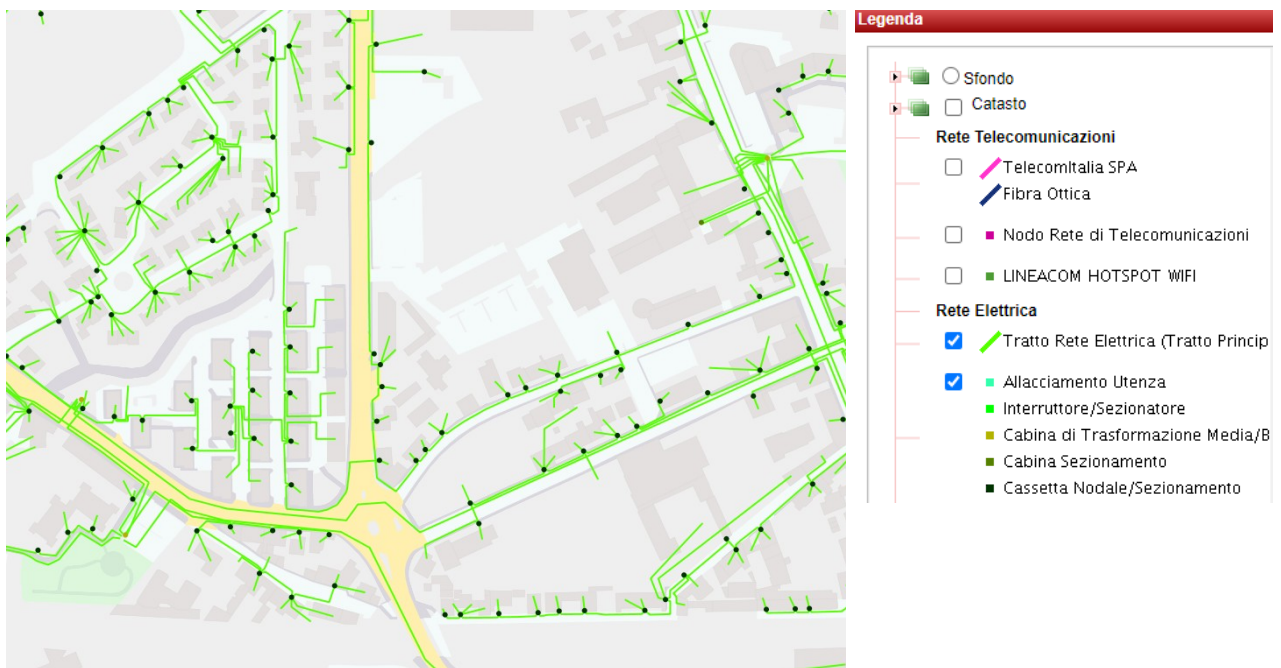 Legenda
Sfondo
Catasto
Rete Telecomunicazioni
TelecomItalia SPA
Fibra Ottica
Nodo Rete di Telecomunicazioni
LINEACOM HOTSPOT WIFI
Rete Elettrica
Tratto Rete Elettrica (Tratto Princip
Allacciamento Utenza
Interruttore/Sezionatore
Cabina di Trasformazione Media/B
Cabina Sezionamento
Cassetta Nodale/Sezionamento